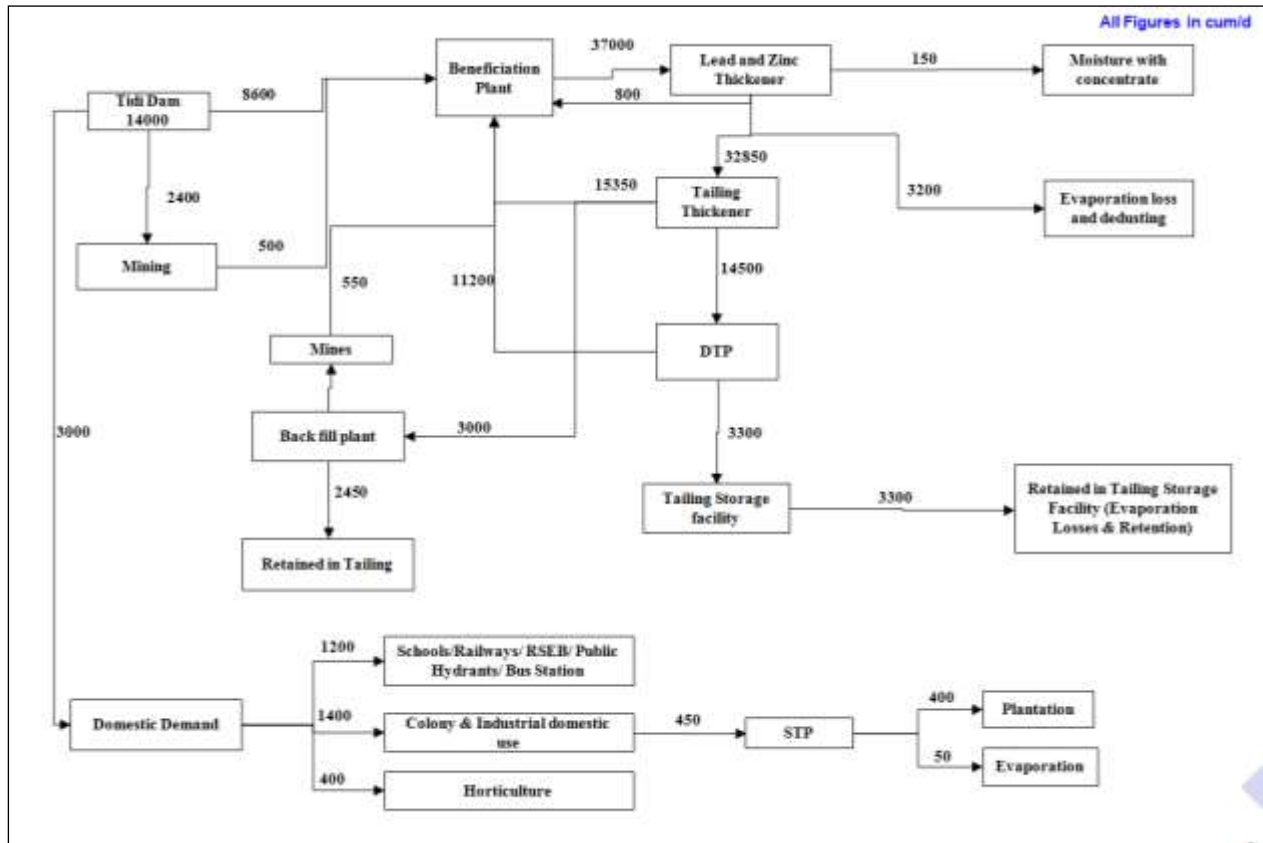 All Figures in cum/d
37000
Beneficiation
Plant
Lead and Zinc
Thickener
150
Moisture with
concentrate
8600
800
Tidi Dam
14000
32850
15350
Tailing
Thickener
3200
Evaporation loss
and dedusting
2400
500
Mining
550
11200
14500
Mines
DTP
3000
Back fill plant
3000
3300
2450
Tailing Storage
facility
3300
Retained in Tailing Storage
Facility (Evaporation
Losses & Retention)
Retained in Tailing
1200
Schools/Railways/ RSEB/ Public
Hydrants/ Bus Station
Domestic Demand
1400
Colony & Industrial domestic
use
450
STP
400
Plantation
50
Evaporation
400
Horticulture